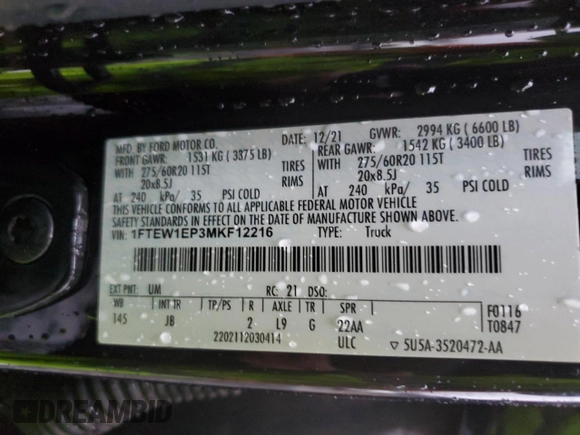 MFD. BY FORD MOTOR CO.
DATE: 12/21 GVWR: 2994 KG ( 6600 LB)
FRONT GAWR: 1531 KG ( 3875 LB) REAR GAWR: 1542 KG ( 3400 LB)
WITH 275/60R20 115T TIRES WITH 275/60R20 115T TIRES
20x8.5J RIMS 20x8.5J RIMS
AT 240 kPa/ 35 PSI COLD AT 240 kPa/ 35 PSI COLD
THIS VEHICLE CONFORMS TO ALL APPLICABLE FEDERAL MOTOR VEHICLE
SAFETY STANDARDS IN EFFECT ON THE DATE OF MANUFACTURE SHOWN ABOVE.
VIN: 1FTEW1EP3MKF12216 TYPE: Truck
EXT PNT: UM RC: 21 DSO:
WB INT TR TP/PS R AXLE TR SPR F0116
145 JB 2 L9 G 22AA T0847
2202112030414 ULC ▽ 5U5A-3520472-AA
DREAMBID